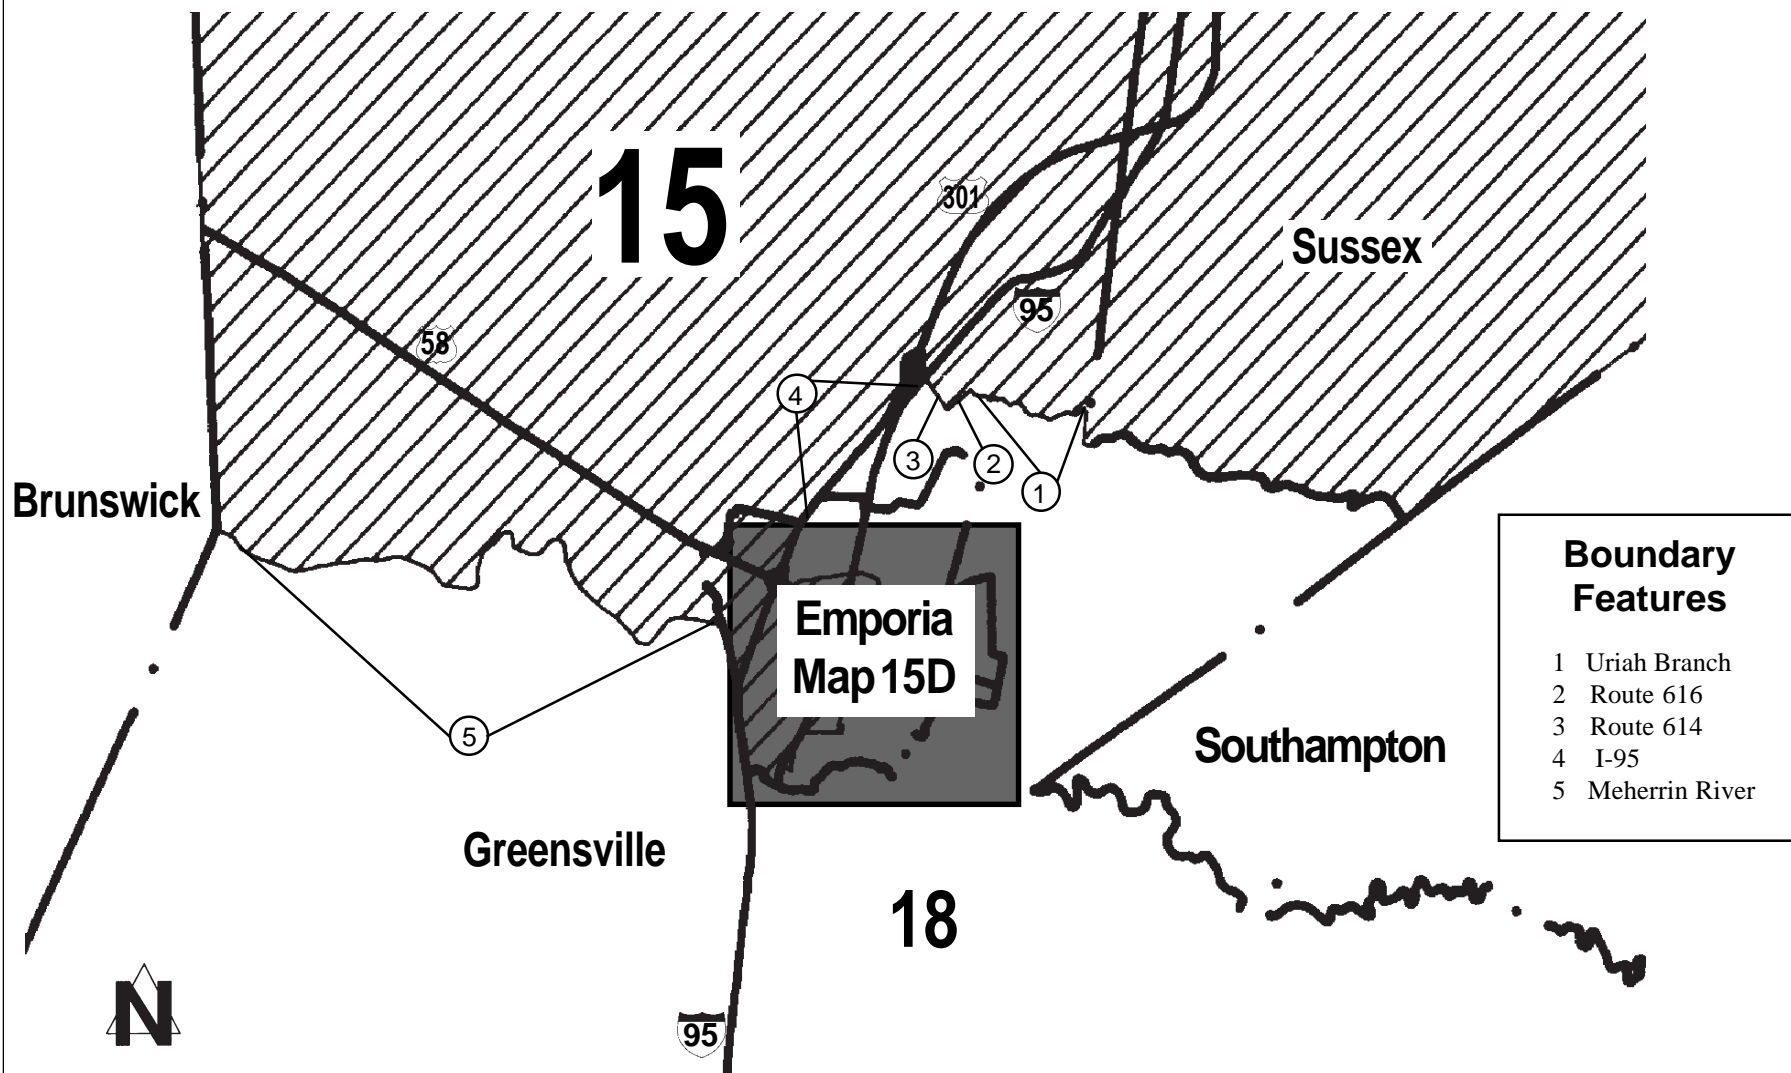 15
301
Sussex
95
58
4
3
2
1
Brunswick
Boundary
Features
1 Uriah Branch
2 Route 616
3 Route 614
4 I-95
5 Meherrin River
Emporia
Map 15D
5
Southampton
Greensville
18
N
95